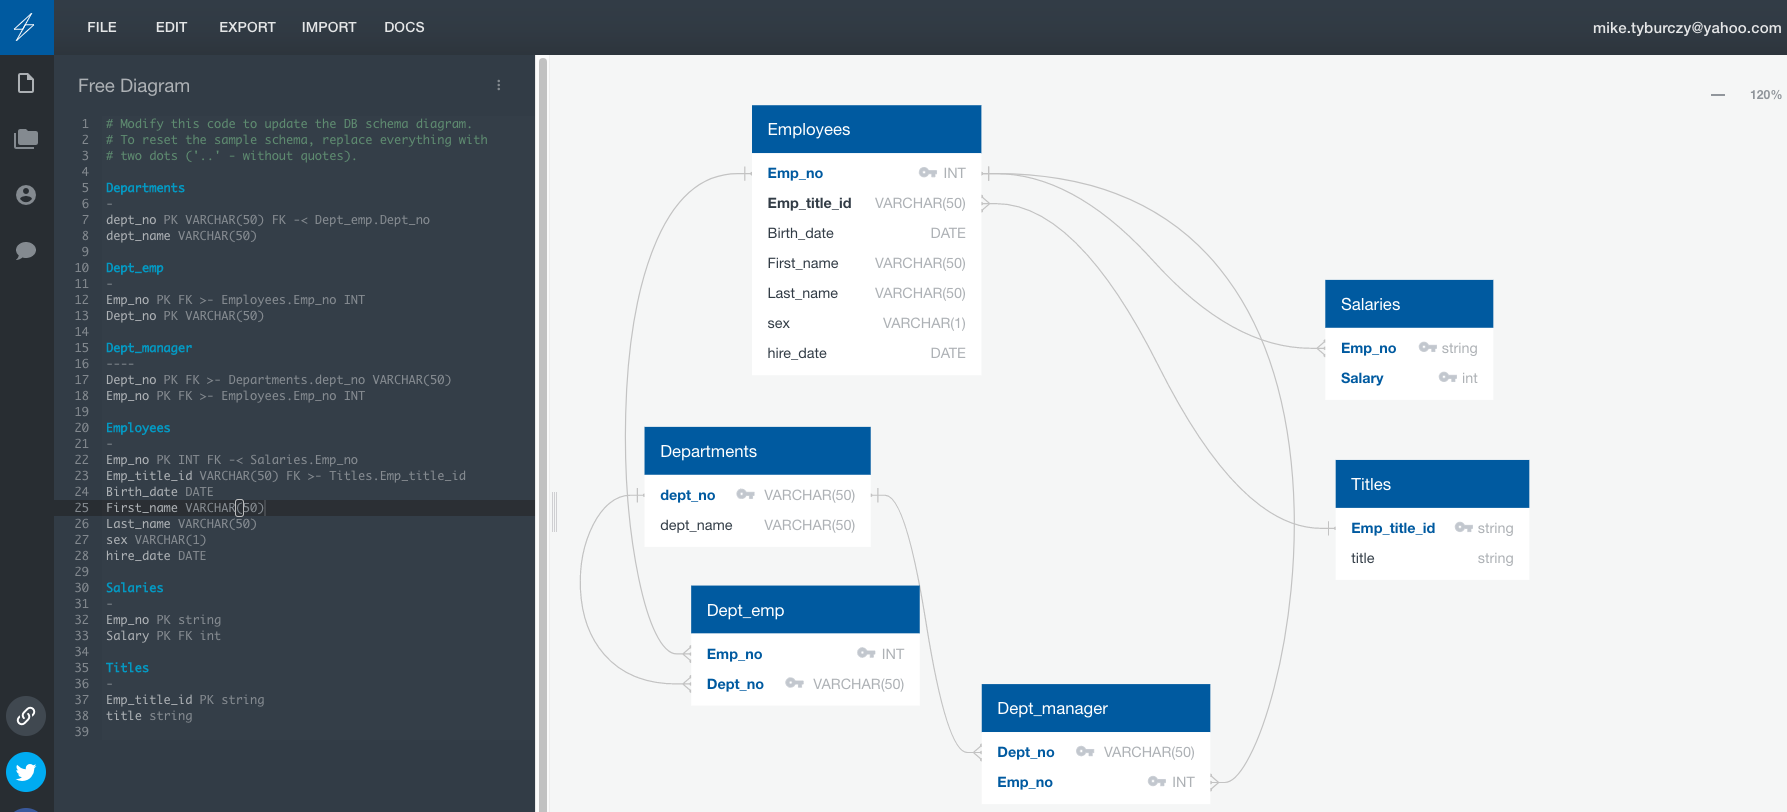 FILE EDIT EXPORT IMPORT DOCS mike.tyburczy@yahoo.com
Free Diagram
1 # Modify this code to update the DB schema diagram.
2 # To reset the sample schema, replace everything with
3 # two dots ('..' - without quotes).
4
5 Departments
6 -
7 dept_no PK VARCHAR(50) FK -< Dept_emp.Dept_no
8 dept_name VARCHAR(50)
9
10 Dept_emp
11 -
12 Emp_no PK FK >- Employees.Emp_no INT
13 Dept_no PK VARCHAR(50)
14
15 Dept_manager
16 ----
17 Dept_no PK FK >- Departments.dept_no VARCHAR(50)
18 Emp_no PK FK >- Employees.Emp_no INT
19
20 Employees
21 -
22 Emp_no PK INT FK -< Salaries.Emp_no
23 Emp_title_id VARCHAR(50) FK >- Titles.Emp_title_id
24 Birth_date DATE
25 First_name VARCHAR(50)
26 Last_name VARCHAR(50)
27 sex VARCHAR(1)
28 hire_date DATE
29
30 Salaries
31 -
32 Emp_no PK string
33 Salary PK FK int
34
35 Titles
36 -
37 Emp_title_id PK string
38 title string
39
120%
Employees
Emp_no INT
Emp_title_id VARCHAR(50)
Birth_date DATE
First_name VARCHAR(50)
Last_name VARCHAR(50)
sex VARCHAR(1)
hire_date DATE
Salaries
Emp_no string
Salary int
Departments
dept_no VARCHAR(50)
dept_name VARCHAR(50)
Titles
Emp_title_id string
title string
Dept_emp
Emp_no INT
Dept_no VARCHAR(50)
Dept_manager
Dept_no VARCHAR(50)
Emp_no INT